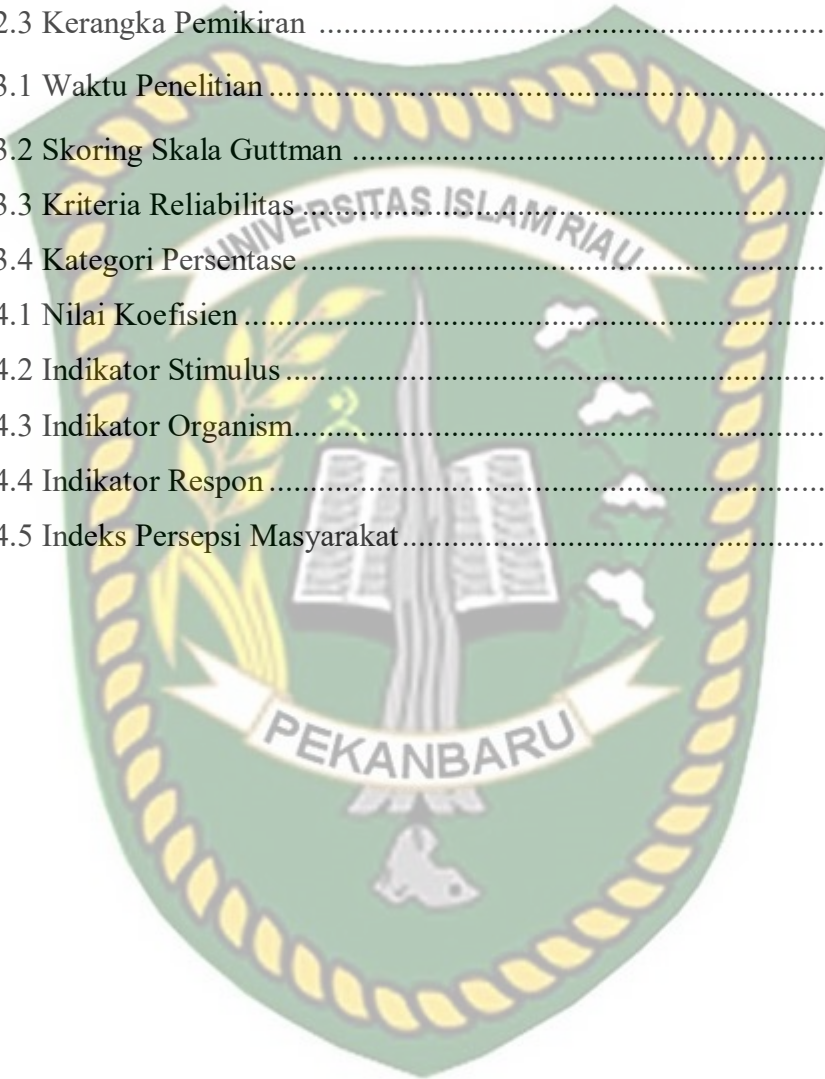 2.3 Kerangka Pemikiran ................................................................
3.1 Waktu Penelitian ................................................................
3.2 Skoring Skala Guttman ................................................................
3.3 Kriteria Reliabilitas ................................................................
UNIVERSITAS ISLAM RIAU
3.4 Kategori Persentase ................................................................
4.1 Nilai Koefisien ................................................................
4.2 Indikator Stimulus ................................................................
4.3 Indikator Organism ................................................................
4.4 Indikator Respon ................................................................
4.5 Indeks Persepsi Masyarakat ................................................................
PEKANBARU